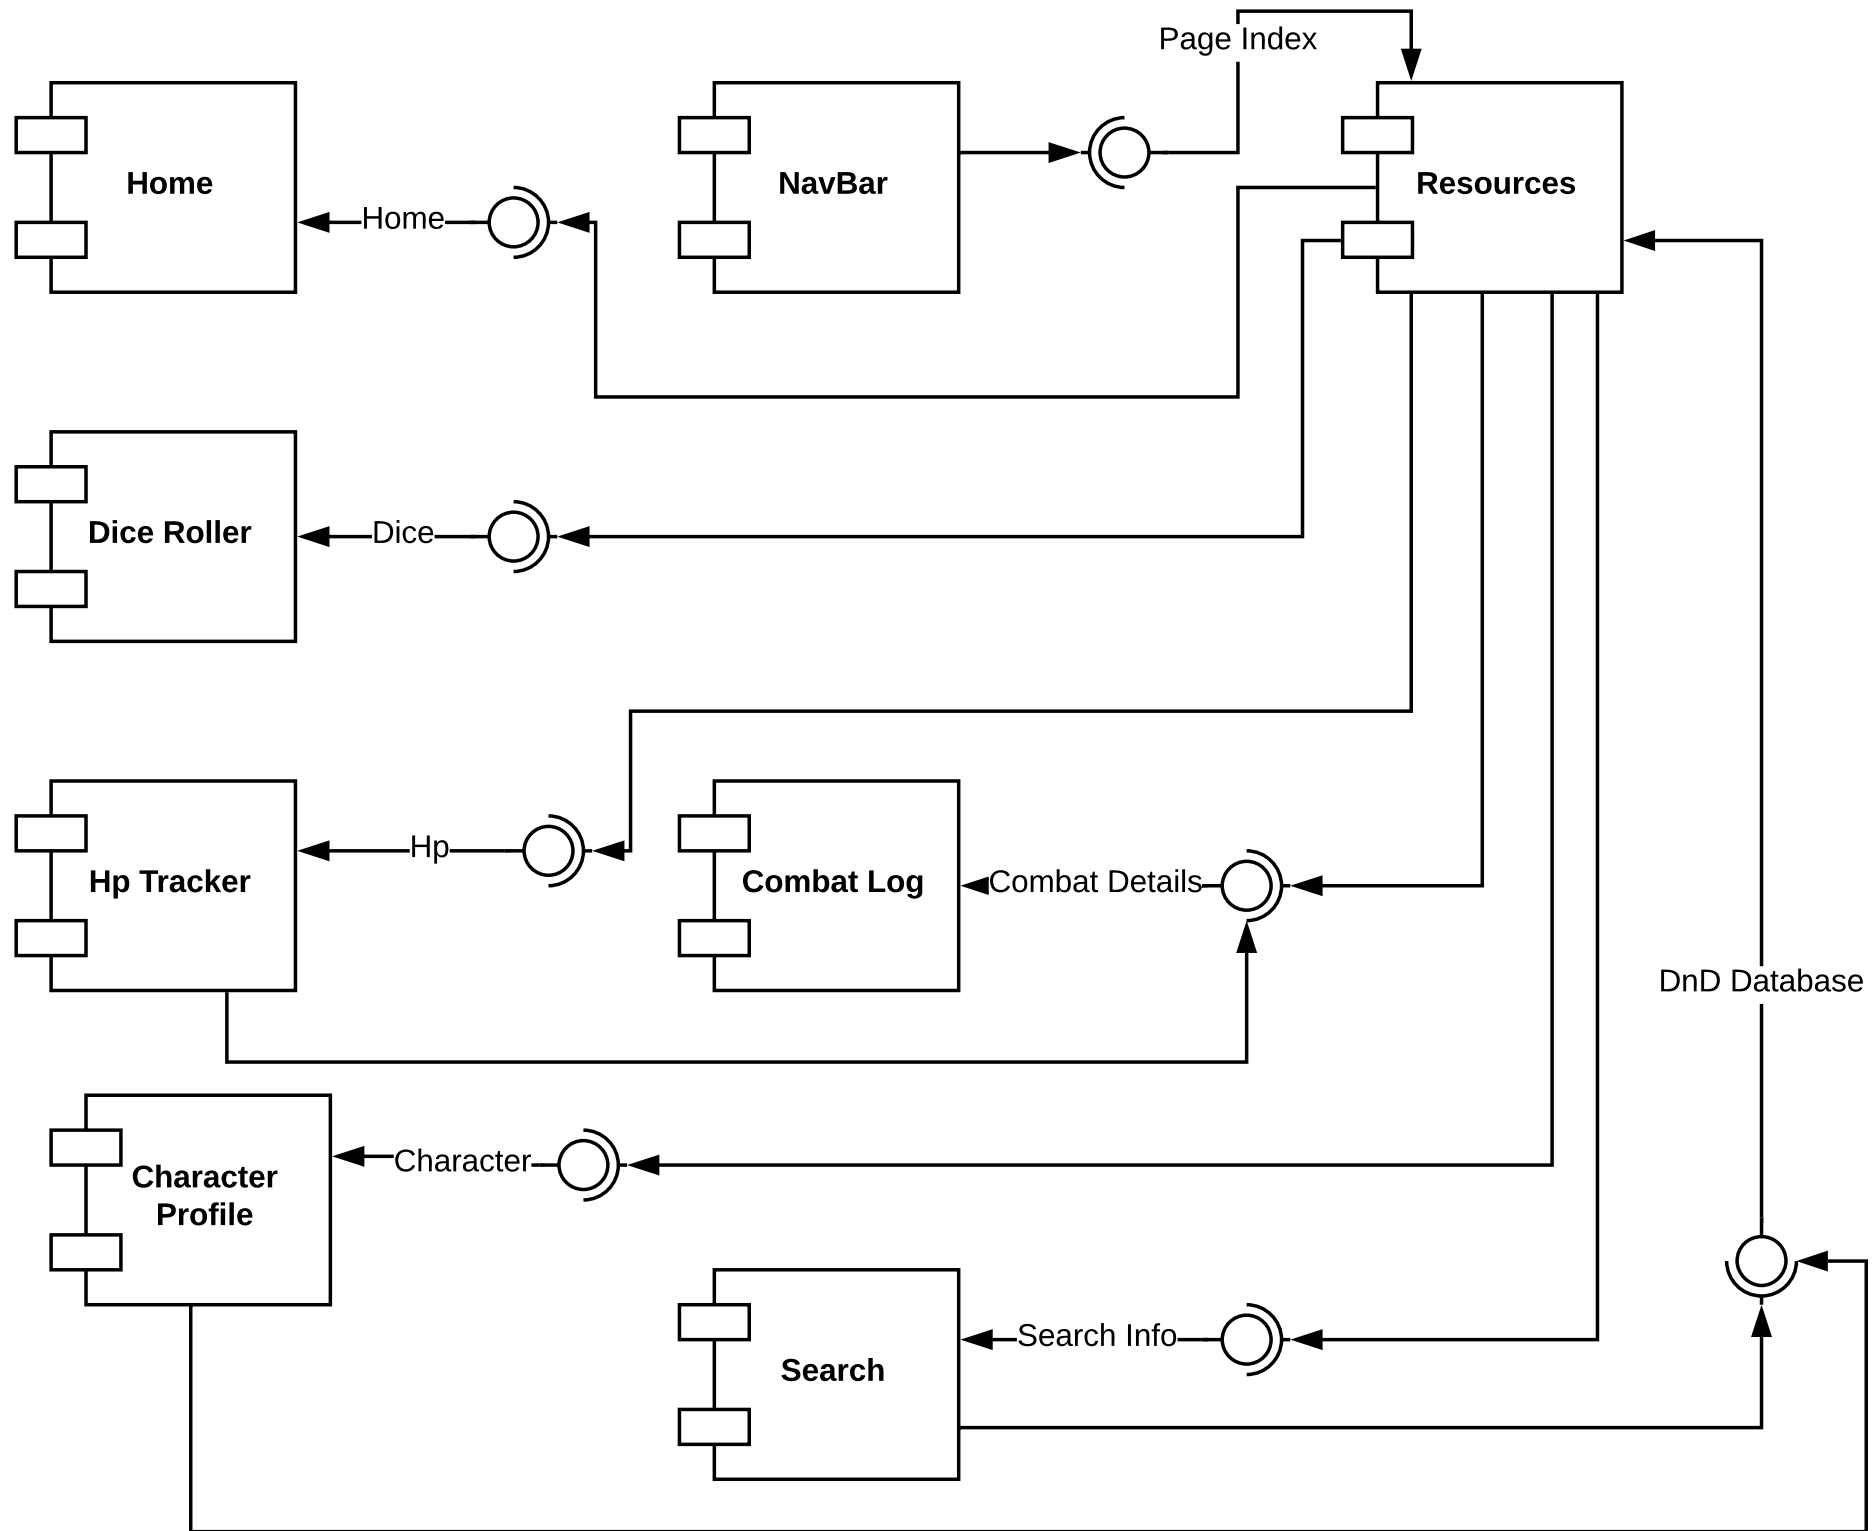 Page Index
Home
NavBar
Resources
Home
Dice Roller
Dice
Hp Tracker
Hp
Combat Log
Combat Details
DnD Database
Character
Profile
Character
Search
Search Info